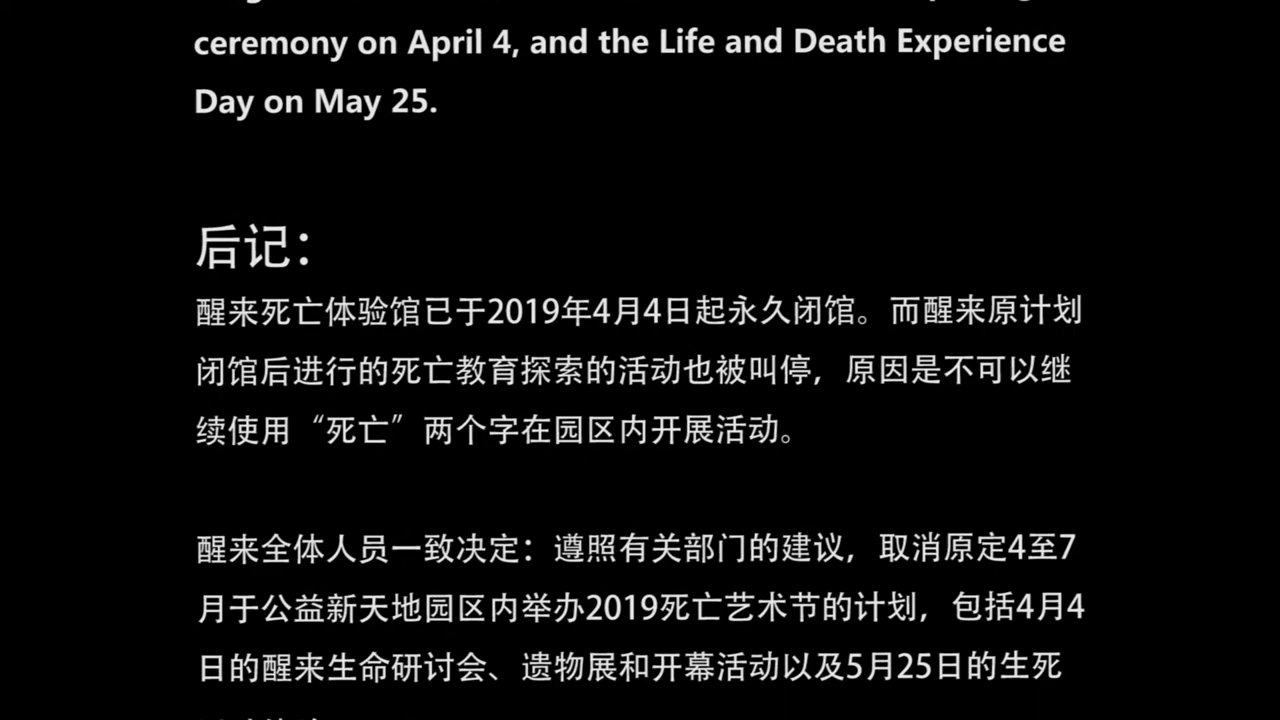 ceremony on April 4, and the Life and Death Experience
Day on May 25.
后记：
醒来死亡体验馆已于2019年4月4日起永久闭馆。而醒来原计划
闭馆后进行的死亡教育探索的活动也被叫停，原因是不可以继
续使用“死亡”两个字在园区内开展活动。
醒来全体人员一致决定：遵照有关部门的建议，取消原定4至7
月于公益新天地园区内举办2019死亡艺术节的计划，包括4月4
日的醒来生命研讨会、遗物展和开幕活动以及5月25日的生死